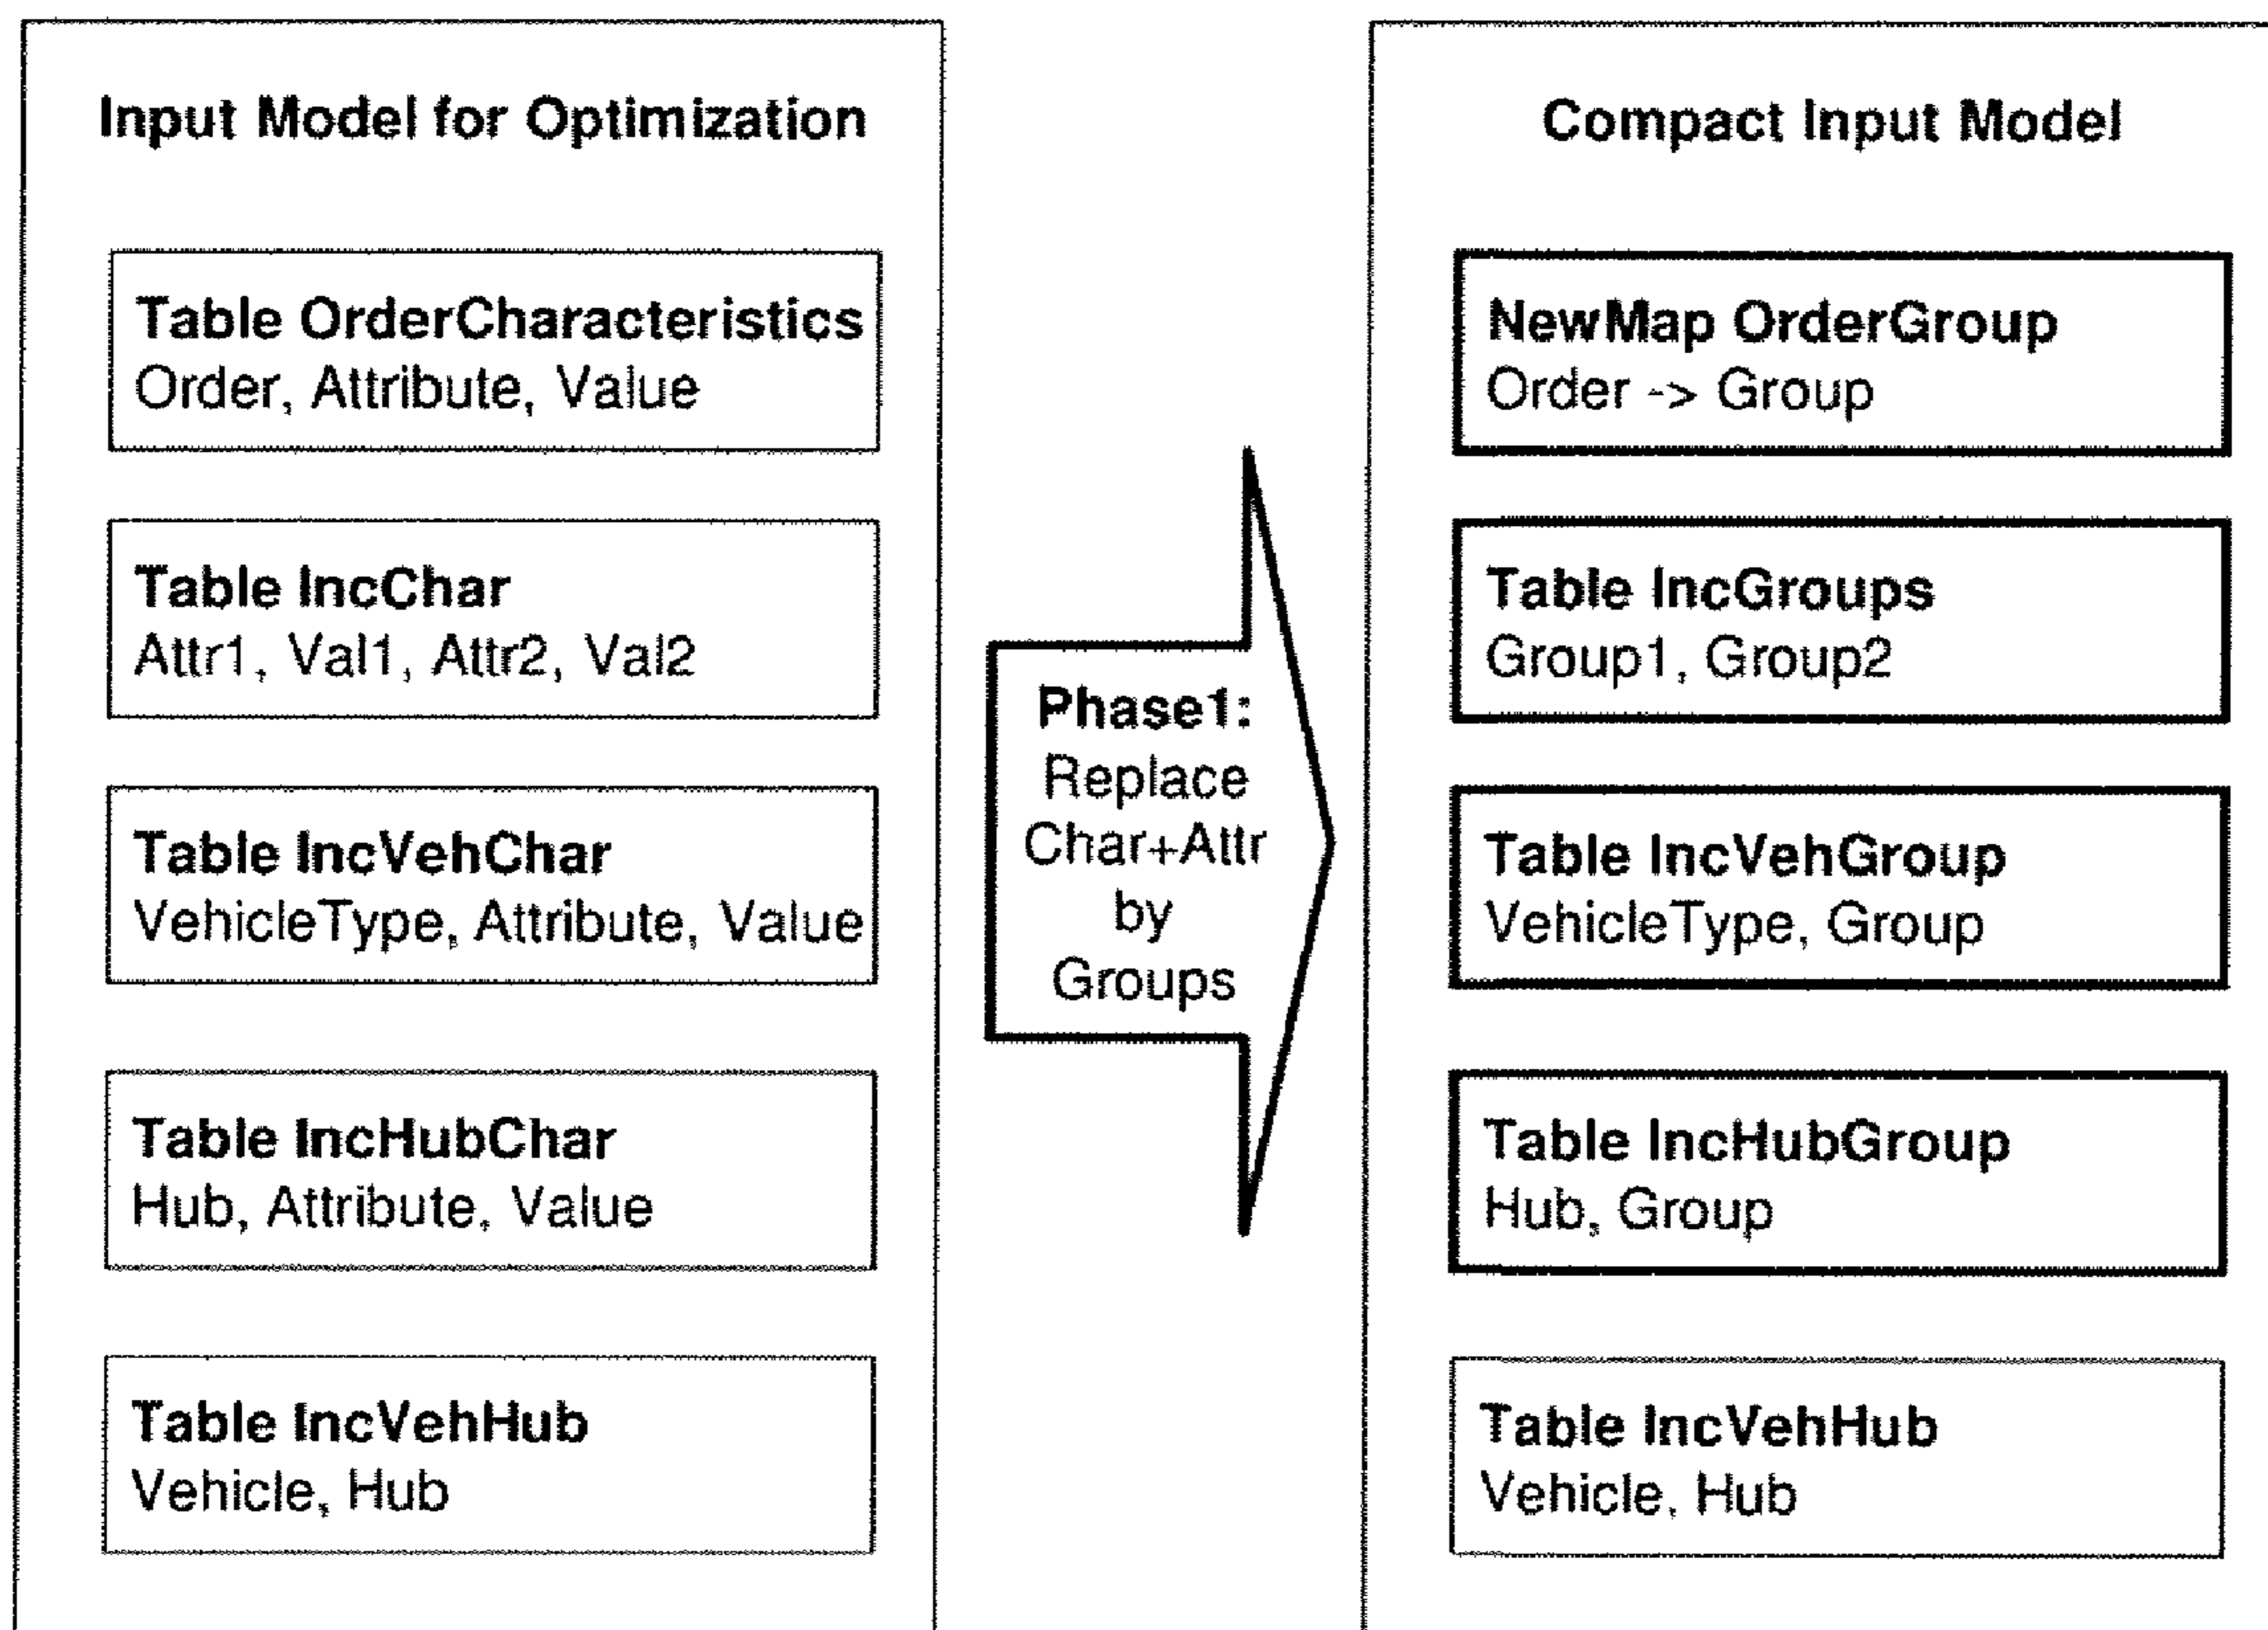 Input Model for Optimization
Table OrderCharacteristics
Order, Attribute, Value
Table IncChar
Attr1, Val1, Attr2, Val2
Table IncVehChar
VehicleType, Attribute, Value
Table IncHubChar
Hub, Attribute, Value
Table IncVehHub
Vehicle, Hub
Phase1:
Replace
Char+Attr
by
Groups
Compact Input Model
NewMap OrderGroup
Order -> Group
Table IncGroups
Group1, Group2
Table IncVehGroup
VehicleType, Group
Table IncHubGroup
Hub, Group
Table IncVehHub
Vehicle, Hub